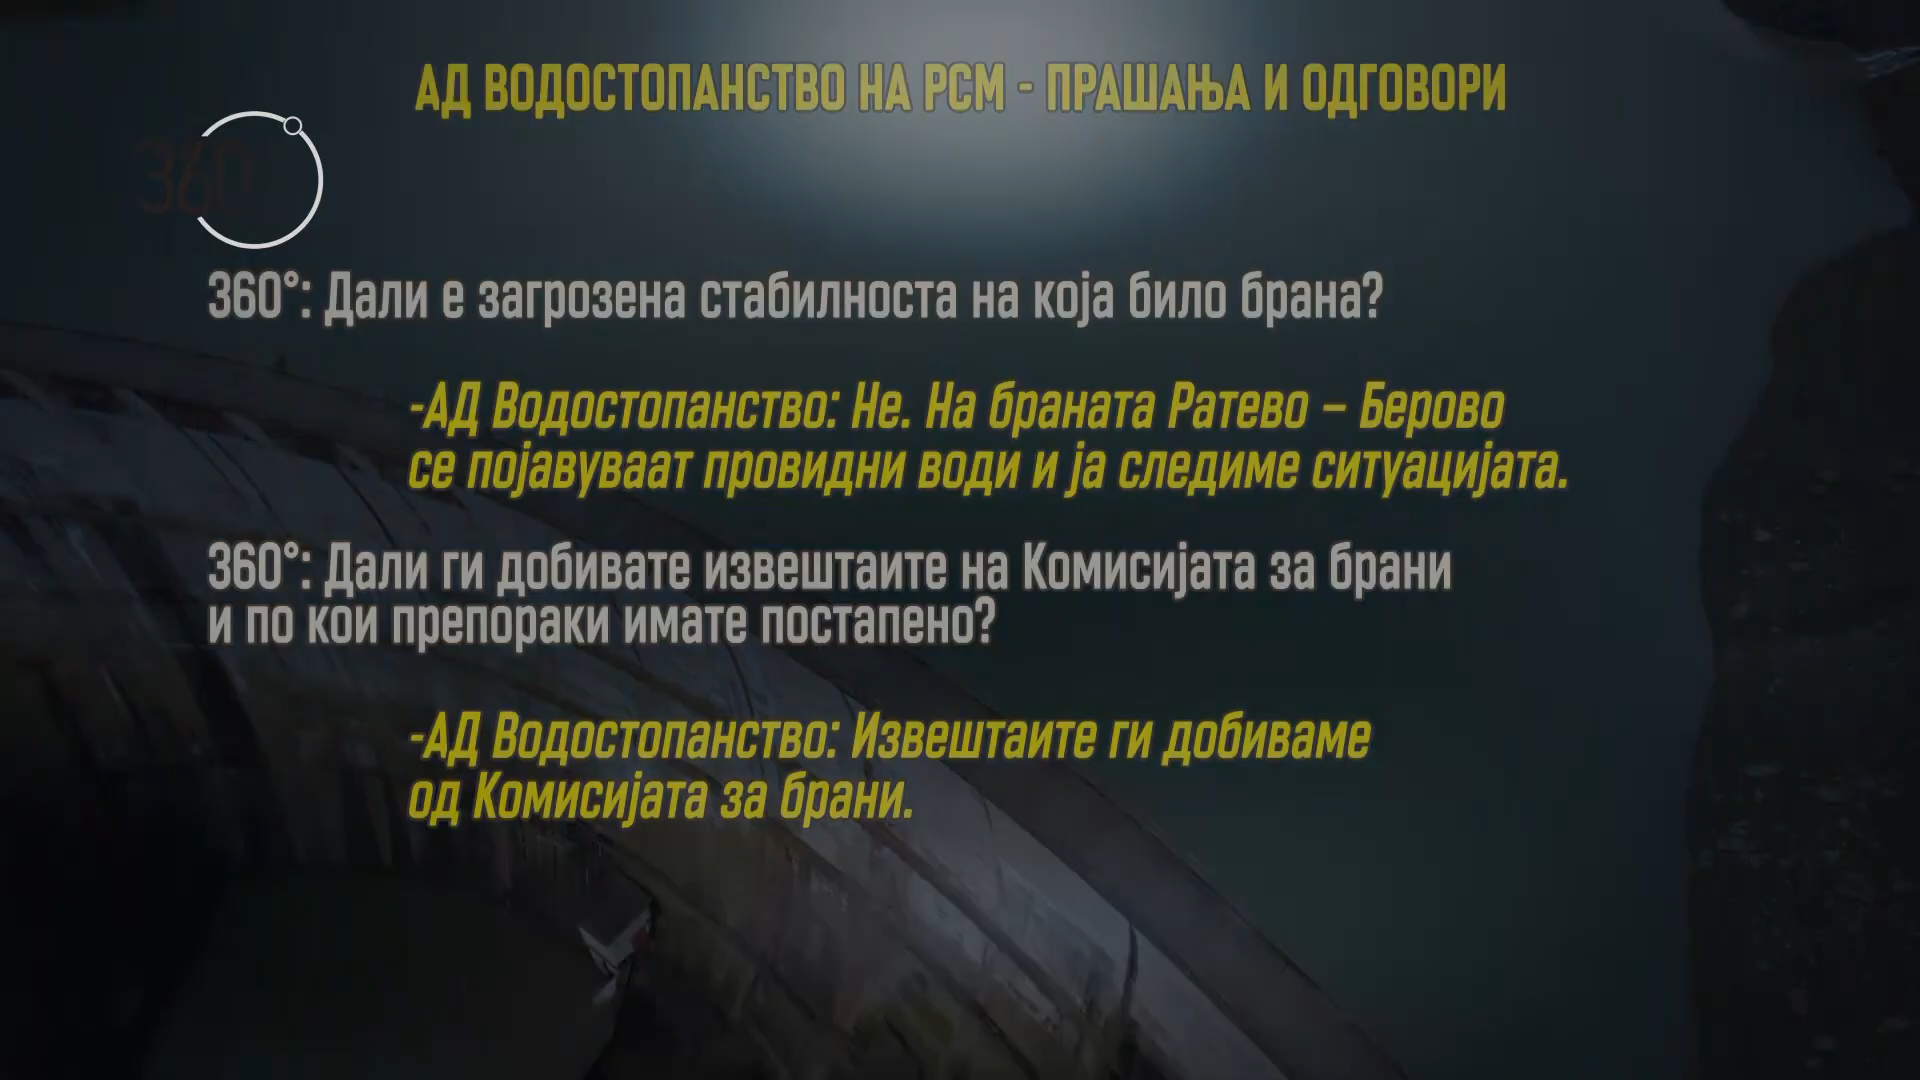 АД ВОДОСТОПАНСТВО НА РСМ - ПРАШАЊА И ОДГОВОРИ
360
360°: Дали е загрозена стабилноста на која било брана?
-АД Водостопанство: Не. На браната Ратево – Берово
се појавуваат провидни води и ја следиме ситуацијата.
360°: Дали ги добивате извештаите на Комисијата за брани
и по кои препораки имате постапено?
-АД Водостопанство: Извештаите ги добиваме
од Комисијата за брани.